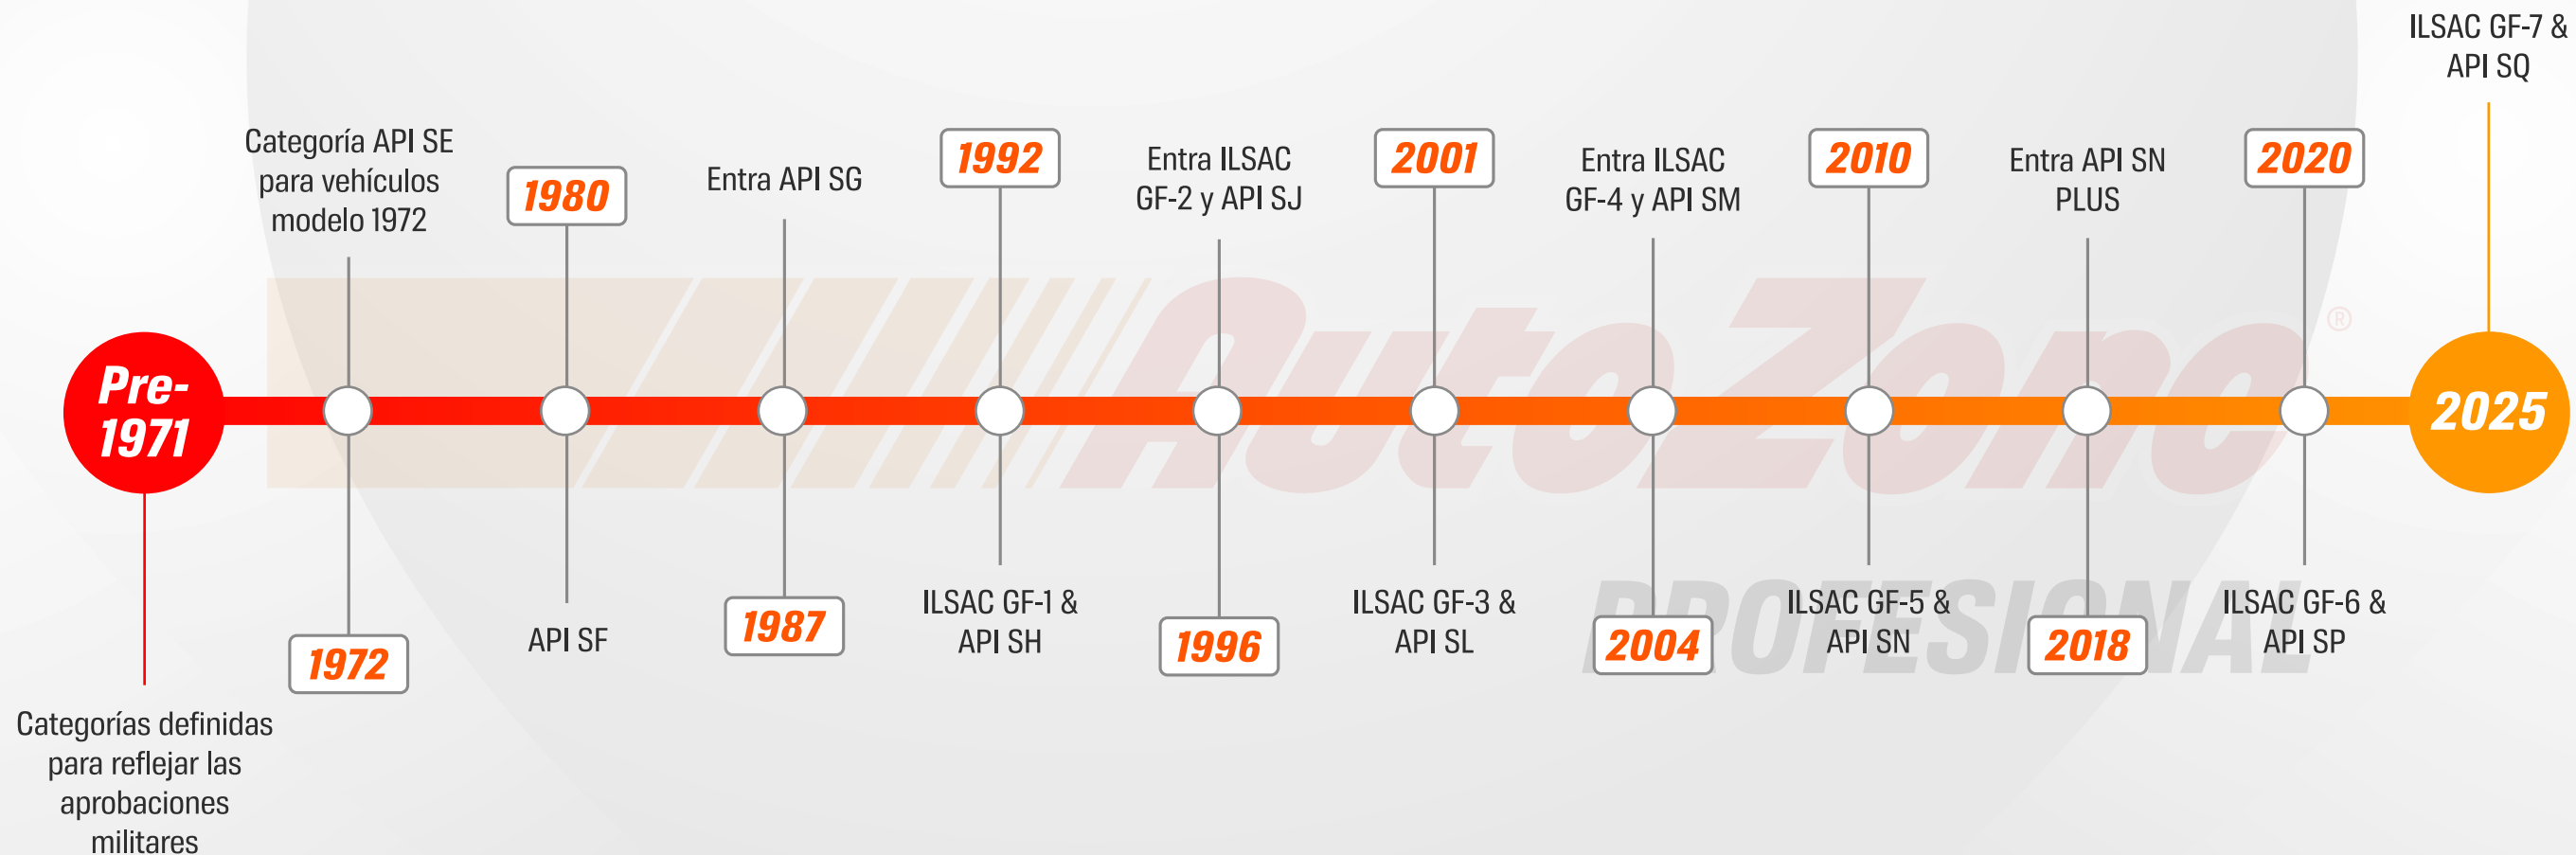 Pre-
1971
Categorías definidas
para reflejar las
aprobaciones
militares
Categoría API SE
para vehículos
modelo 1972
1972
1980
API SF
Entra API SG
1987
1992
ILSAC GF-1 &
API SH
Entra ILSAC
GF-2 y API SJ
1996
2001
ILSAC GF-3 &
API SL
Entra ILSAC
GF-4 y API SM
2004
2010
ILSAC GF-5 &
API SN
Entra API SN
PLUS
2018
2020
ILSAC GF-6 &
API SP
ILSAC GF-7 &
API SQ
2025
AutoZone®
PROFESIONAL